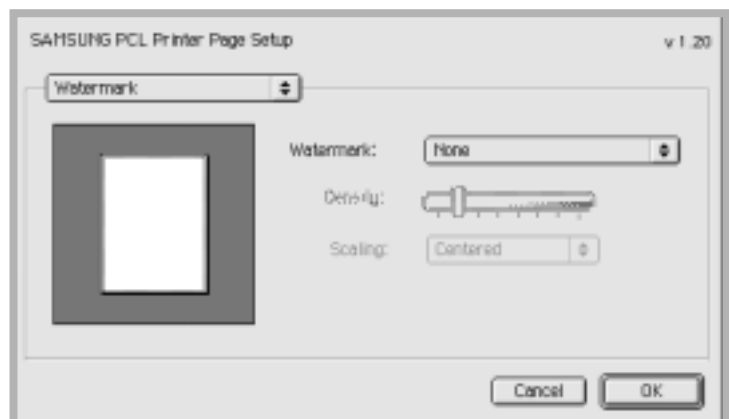 SAMSUNG PCL Printer Page Setup v 1.20
Watermark
Watermark: None
Density:
Scaling: Centered
Cancel OK